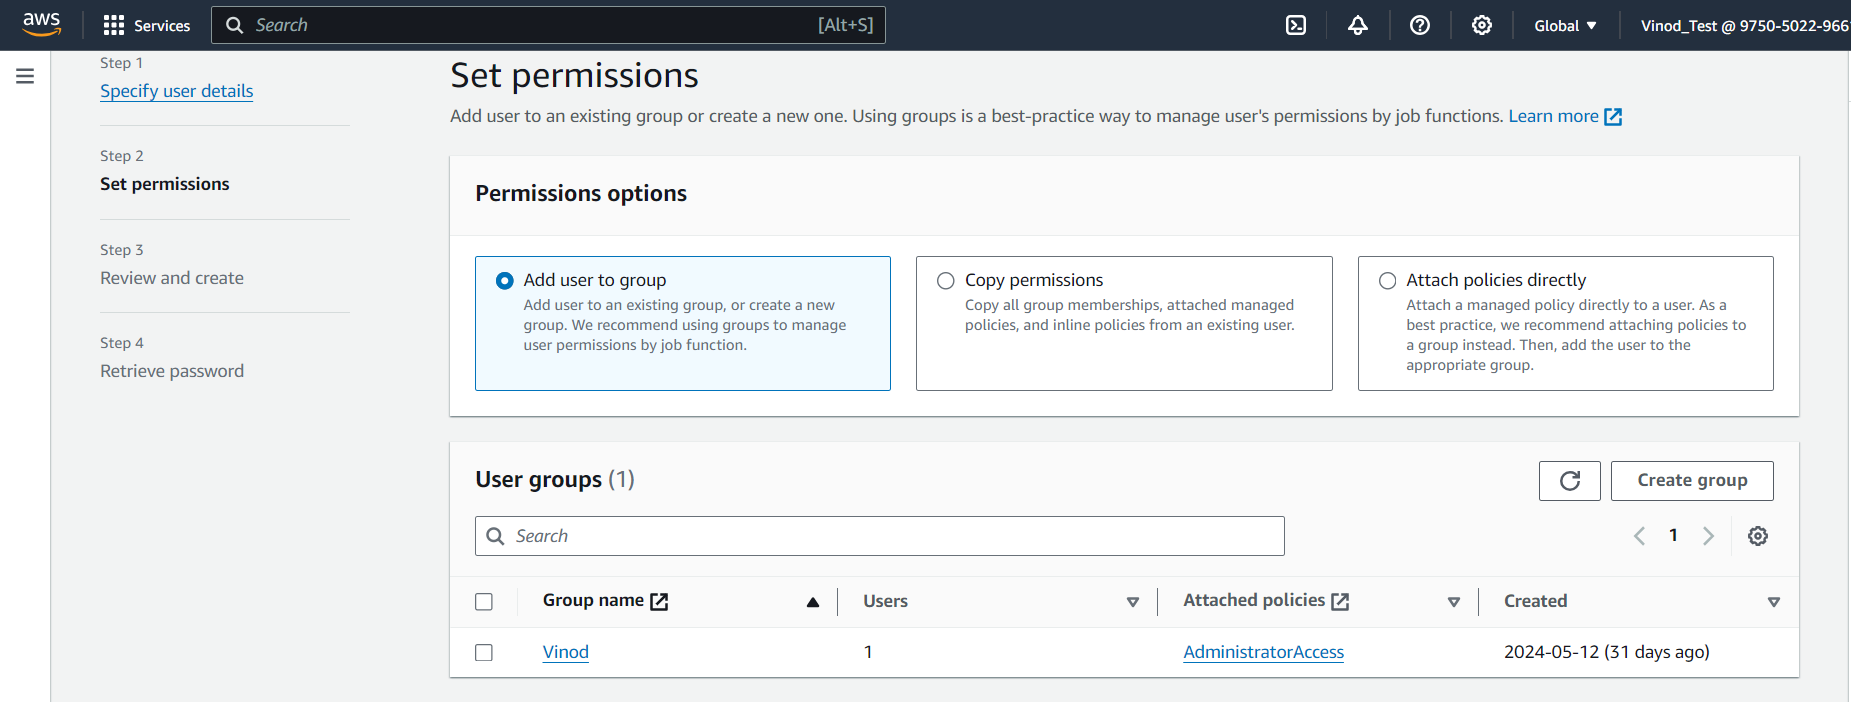 aws
Services
Search
[Alt+S]
Global
Vinod_Test @ 9750-5022-966
Step 1
Specify user details
Step 2
Set permissions
Step 3
Review and create
Step 4
Retrieve password
Set permissions
Add user to an existing group or create a new one. Using groups is a best-practice way to manage user's permissions by job functions. Learn more
Permissions options
Add user to group
Add user to an existing group, or create a new
group. We recommend using groups to manage
user permissions by job function.
Copy permissions
Copy all group memberships, attached managed
policies, and inline policies from an existing user.
Attach policies directly
Attach a managed policy directly to a user. As a
best practice, we recommend attaching policies to
a group instead. Then, add the user to the
appropriate group.
User groups (1)
Create group
Search
1
Group name
Users
Attached policies
Created
Vinod
1
AdministratorAccess
2024-05-12 (31 days ago)